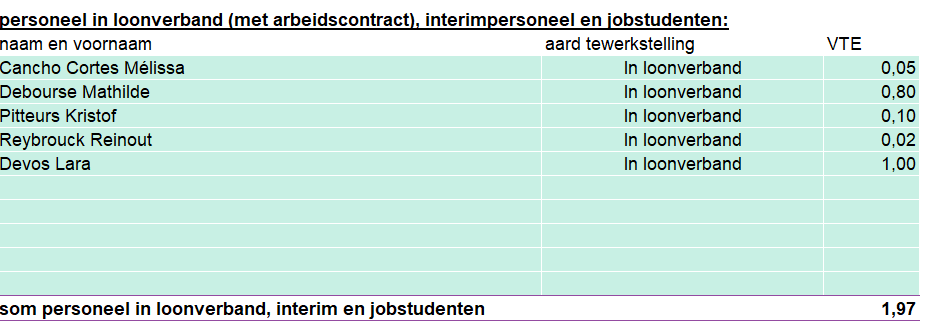 personeel in loonverband (met arbeidscontract), interimpersoneel en jobstudenten:
naam en voornaam aard tewerkstelling VTE
Cancho Cortes Mélissa In loonverband 0,05
Debourse Mathilde In loonverband 0,80
Pitteurs Kristof In loonverband 0,10
Reybrouck Reinout In loonverband 0,02
Devos Lara In loonverband 1,00
som personeel in loonverband, interim en jobstudenten 1,97